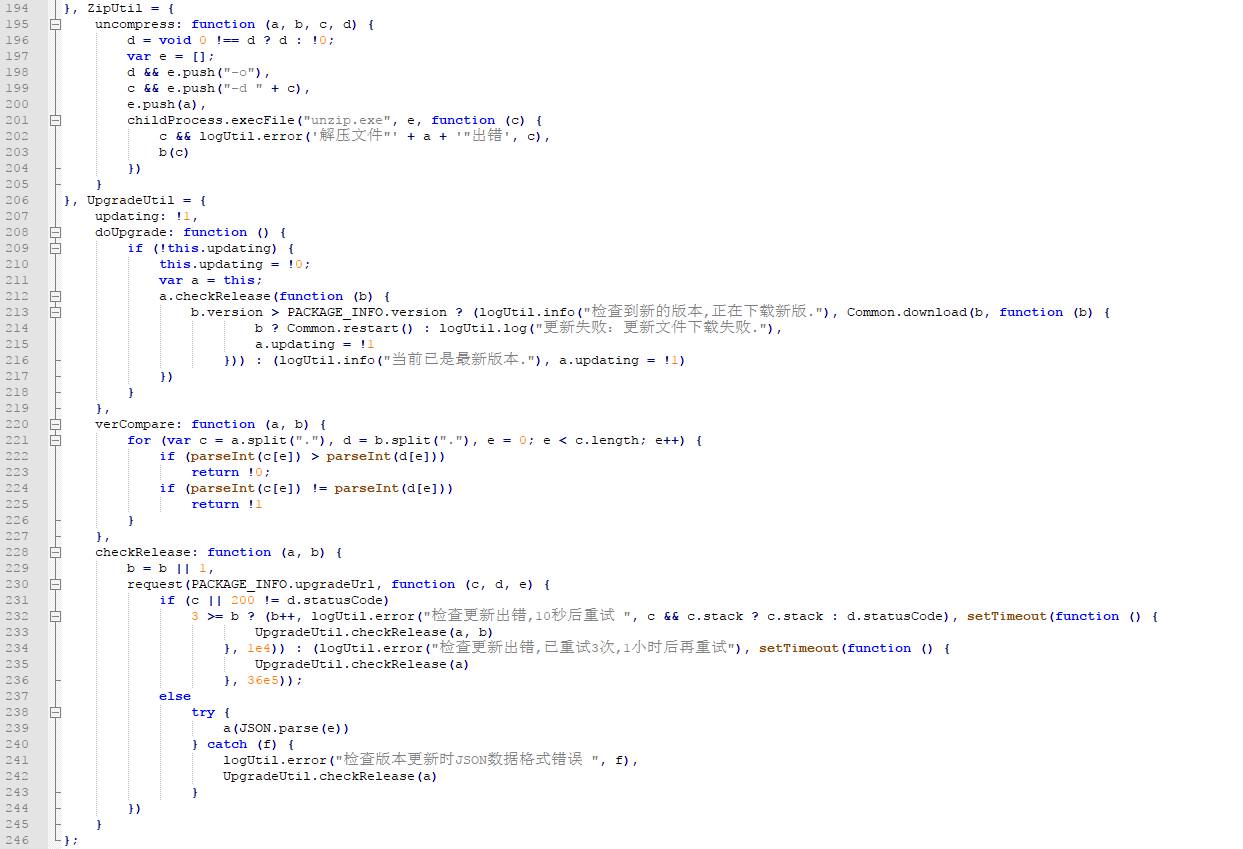 194 }, ZipUtil = {
195     uncompress: function (a, b, c, d) {
196         d = void 0 !== d ? d : !0;
197         var e = [];
198         d && e.push("-o"),
199         c && e.push("-d " + c),
200         e.push(a),
201         childProcess.execFile("unzip.exe", e, function (c) {
202             c && logUtil.error('解压文件"' + a + '"出错', c),
203             b(c)
204         })
205     }
206 }, UpgradeUtil = {
207     updating: !1,
208     doUpgrade: function () {
209         if (!this.updating) {
210             this.updating = !0;
211             var a = this;
212             a.checkRelease(function (b) {
213                 b.version > PACKAGE_INFO.version ? (logUtil.info("检查到新的版本,正在下载新版."), Common.download(b, function (b) {
214                         b ? Common.restart() : logUtil.log("更新失败: 更新文件下载失败."),
215                         a.updating = !1
216                     })) : (logUtil.info("当前已是最新版本."), a.updating = !1)
217             })
218         }
219     },
220     verCompare: function (a, b) {
221         for (var c = a.split("."), d = b.split("."), e = 0; e < c.length; e++) {
222             if (parseInt(c[e]) > parseInt(d[e]))
223                 return !0;
224             if (parseInt(c[e]) != parseInt(d[e]))
225                 return !1
226         }
227     },
228     checkRelease: function (a, b) {
229         b = b || 1,
230         request(PACKAGE_INFO.upgradeUrl, function (c, d, e) {
231             if (c || 200 != d.statusCode)
232                 3 >= b ? (b++, logUtil.error("检查更新出错,10秒后重试 ", c && c.stack ? c.stack : d.statusCode), setTimeout(function () {
233                         UpgradeUtil.checkRelease(a, b)
234                     }, 1e4)) : (logUtil.error("检查更新出错,已重试3次,1小时后再重试"), setTimeout(function () {
235                         UpgradeUtil.checkRelease(a)
236                     }, 36e5));
237             else
238                 try {
239                     a(JSON.parse(e))
240                 } catch (f) {
241                     logUtil.error("检查版本更新时JSON数据格式错误 ", f),
242                     UpgradeUtil.checkRelease(a)
243                 }
244         })
245     }
246 };